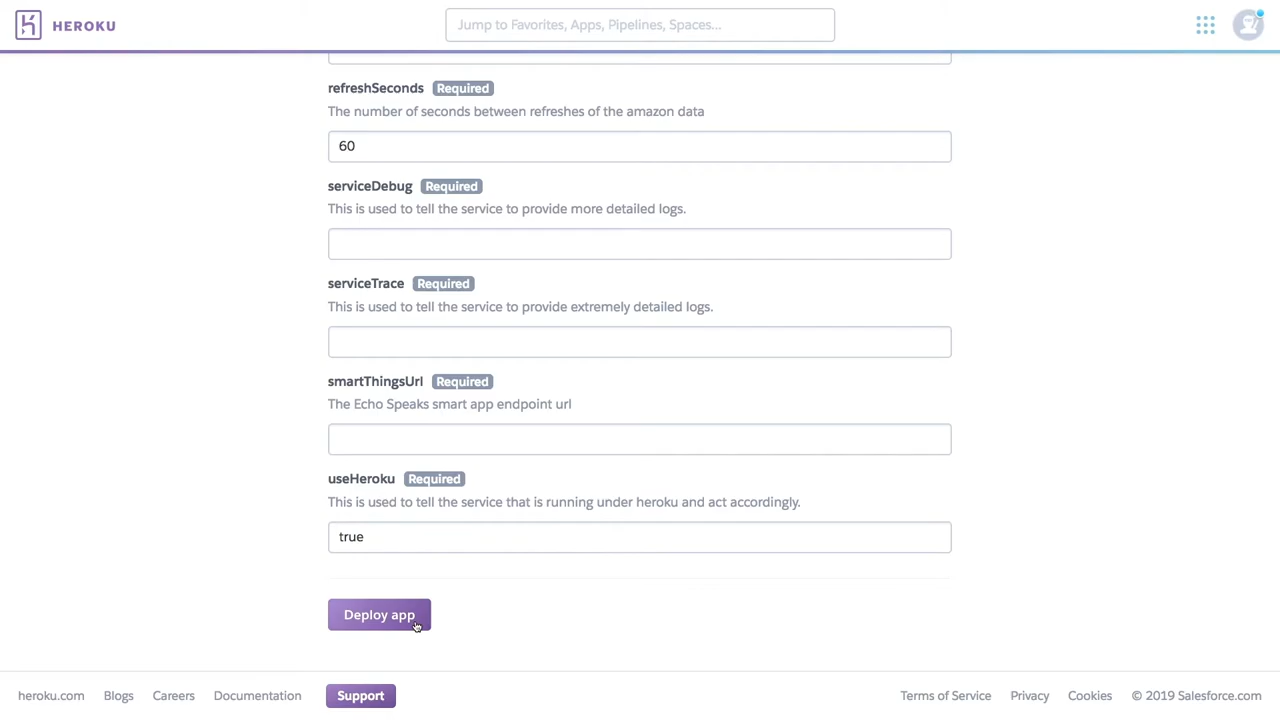 HEROKU
Jump to Favorites, Apps, Pipelines, Spaces...
refreshSeconds Required
The number of seconds between refreshes of the amazon data
60
serviceDebug Required
This is used to tell the service to provide more detailed logs.
serviceTrace Required
This is used to tell the service to provide extremely detailed logs.
smartThingsUrl Required
The Echo Speaks smart app endpoint url
useHeroku Required
This is used to tell the service that is running under heroku and act accordingly.
true
Deploy app
heroku.com Blogs Careers Documentation Support Terms of Service Privacy Cookies © 2019 Salesforce.com